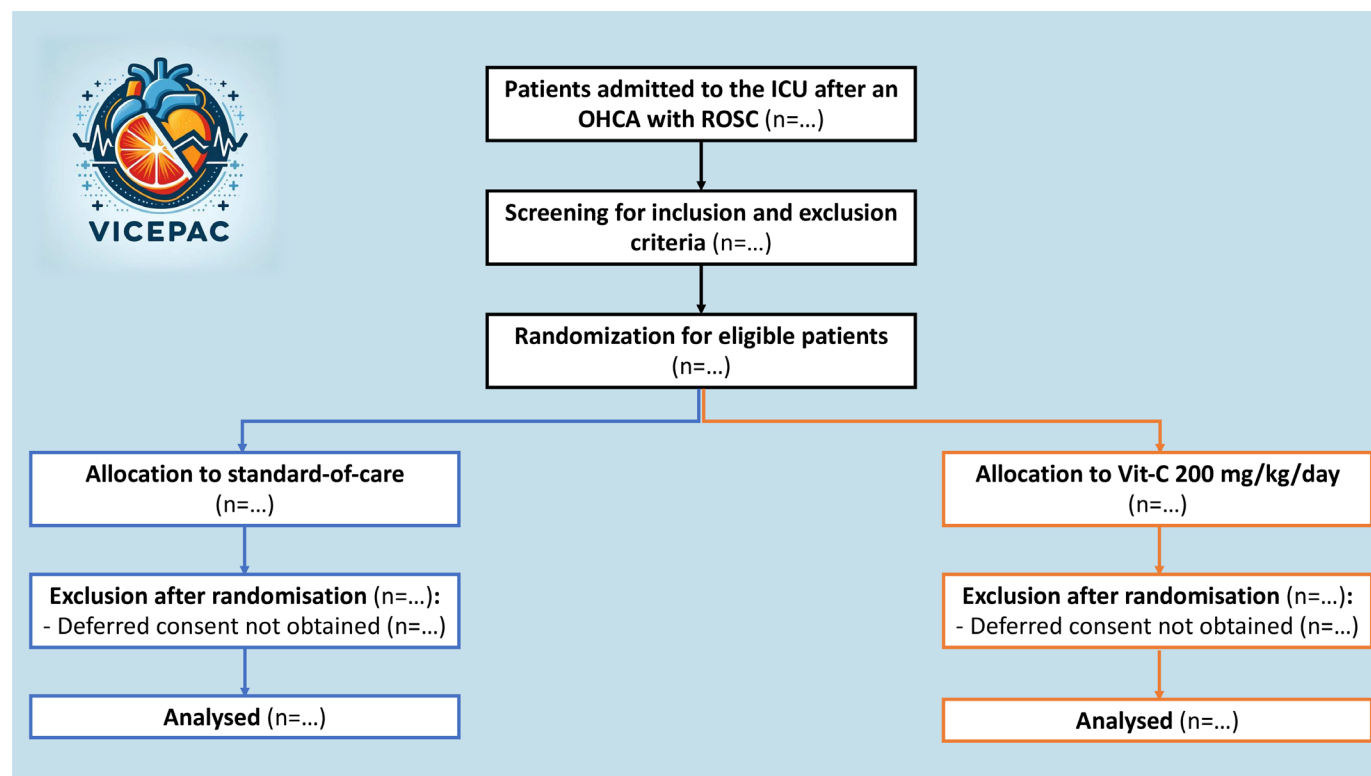 VICEPAC
Patients admitted to the ICU after an
OHCA with ROSC (n=...)
Screening for inclusion and exclusion
criteria (n=...)
Randomization for eligible patients
(n=...)
Allocation to standard-of-care
(n=...)
Allocation to Vit-C 200 mg/kg/day
(n=...)
Exclusion after randomisation (n=...):
- Deferred consent not obtained (n=...)
Exclusion after randomisation (n=...):
- Deferred consent not obtained (n=...)
Analysed (n=...)
Analysed (n=...)